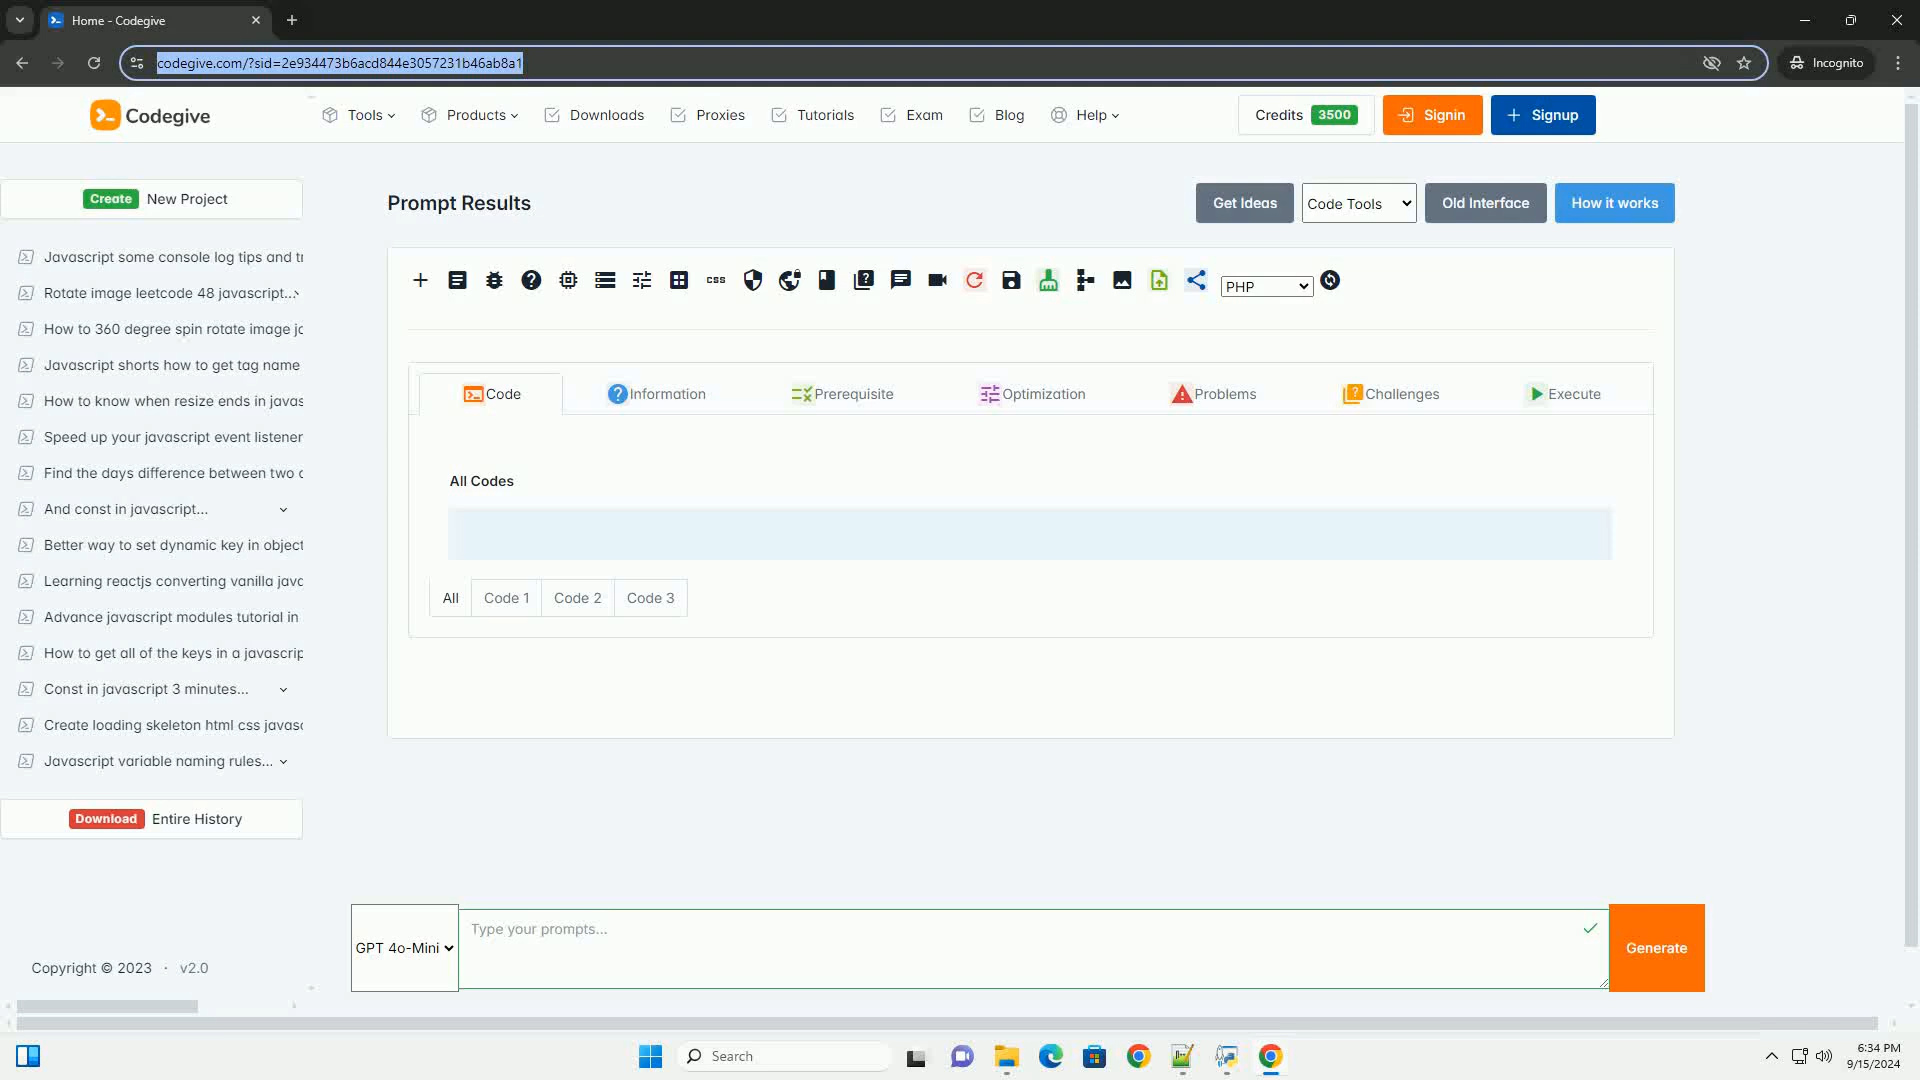 Home - Codegive
codegive.com/?sid=2e934473b6acd844e3057231b46ab8a1
Incognito
Codegive
Tools
Products
Downloads
Proxies
Tutorials
Exam
Blog
Help
Credits 3500
Signin
Signup
Create New Project
Javascript some console log tips and tr
Rotate image leetcode 48 javascript...
How to 360 degree spin rotate image ja
Javascript shorts how to get tag name
How to know when resize ends in javas
Speed up your javascript event listener
Find the days difference between two d
And const in javascript...
Better way to set dynamic key in object
Learning reactjs converting vanilla java
Advance javascript modules tutorial in
How to get all of the keys in a javascrip
Const in javascript 3 minutes...
Create loading skeleton html css javasc
Javascript variable naming rules...
Download Entire History
Copyright © 2023 · v2.0
Prompt Results
Get Ideas
Code Tools
Old Interface
How it works
css
PHP
Code
Information
Prerequisite
Optimization
Problems
Challenges
Execute
All Codes
All
Code 1
Code 2
Code 3
GPT 4o-Mini
Type your prompts...
Generate
Search
6:34 PM
9/15/2024